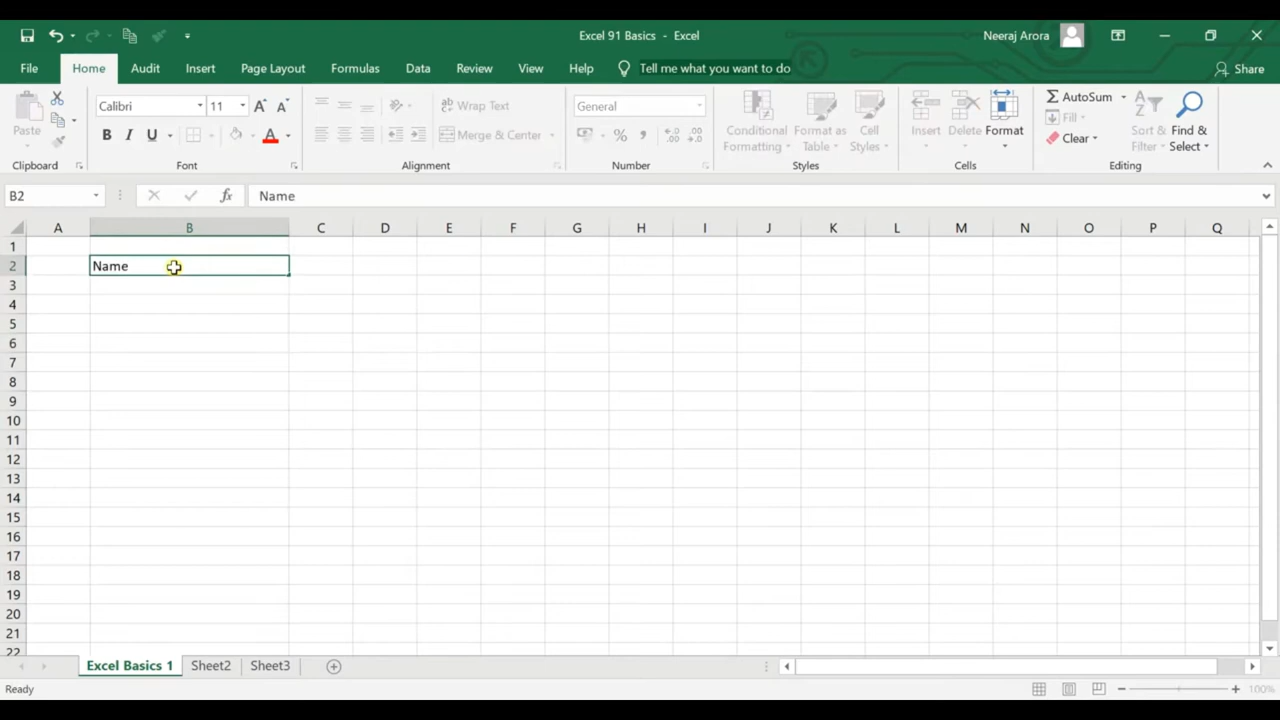 Excel 91 Basics - Excel
Neeraj Arora
File Home Audit Insert Page Layout Formulas Data Review View Help Tell me what you want to do Share
Paste
Calibri 11
B I U A
Wrap Text
Merge & Center
General
% ,
Conditional Formatting
Format as Table
Cell Styles
Insert Delete Format
AutoSum
Fill
Clear
Sort & Filter
Find & Select
Clipboard Font Alignment Number Styles Cells Editing
B2 fx Name
A B C D E F G H I J K L M N O P Q
1
2 Name
3
4
5
6
7
8
9
10
11
12
13
14
15
16
17
18
19
20
21
22
Excel Basics 1 Sheet2 Sheet3
Ready 100%